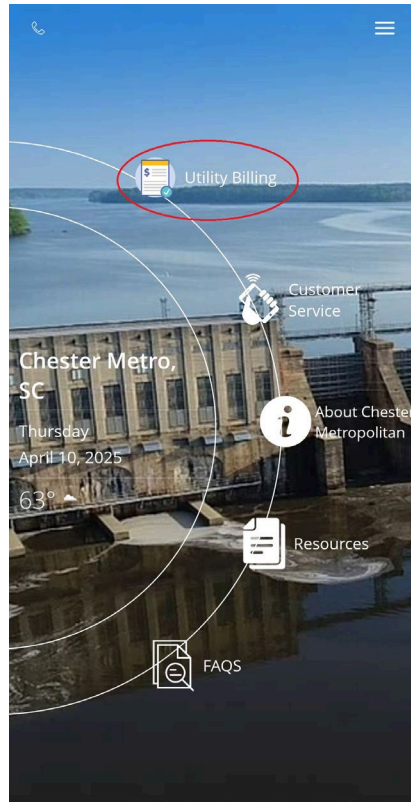 Utility Billing
Customer
Service
Chester Metro,
SC
Thursday
April 10, 2025
63°
About Chester
Metropolitan
Resources
FAQS